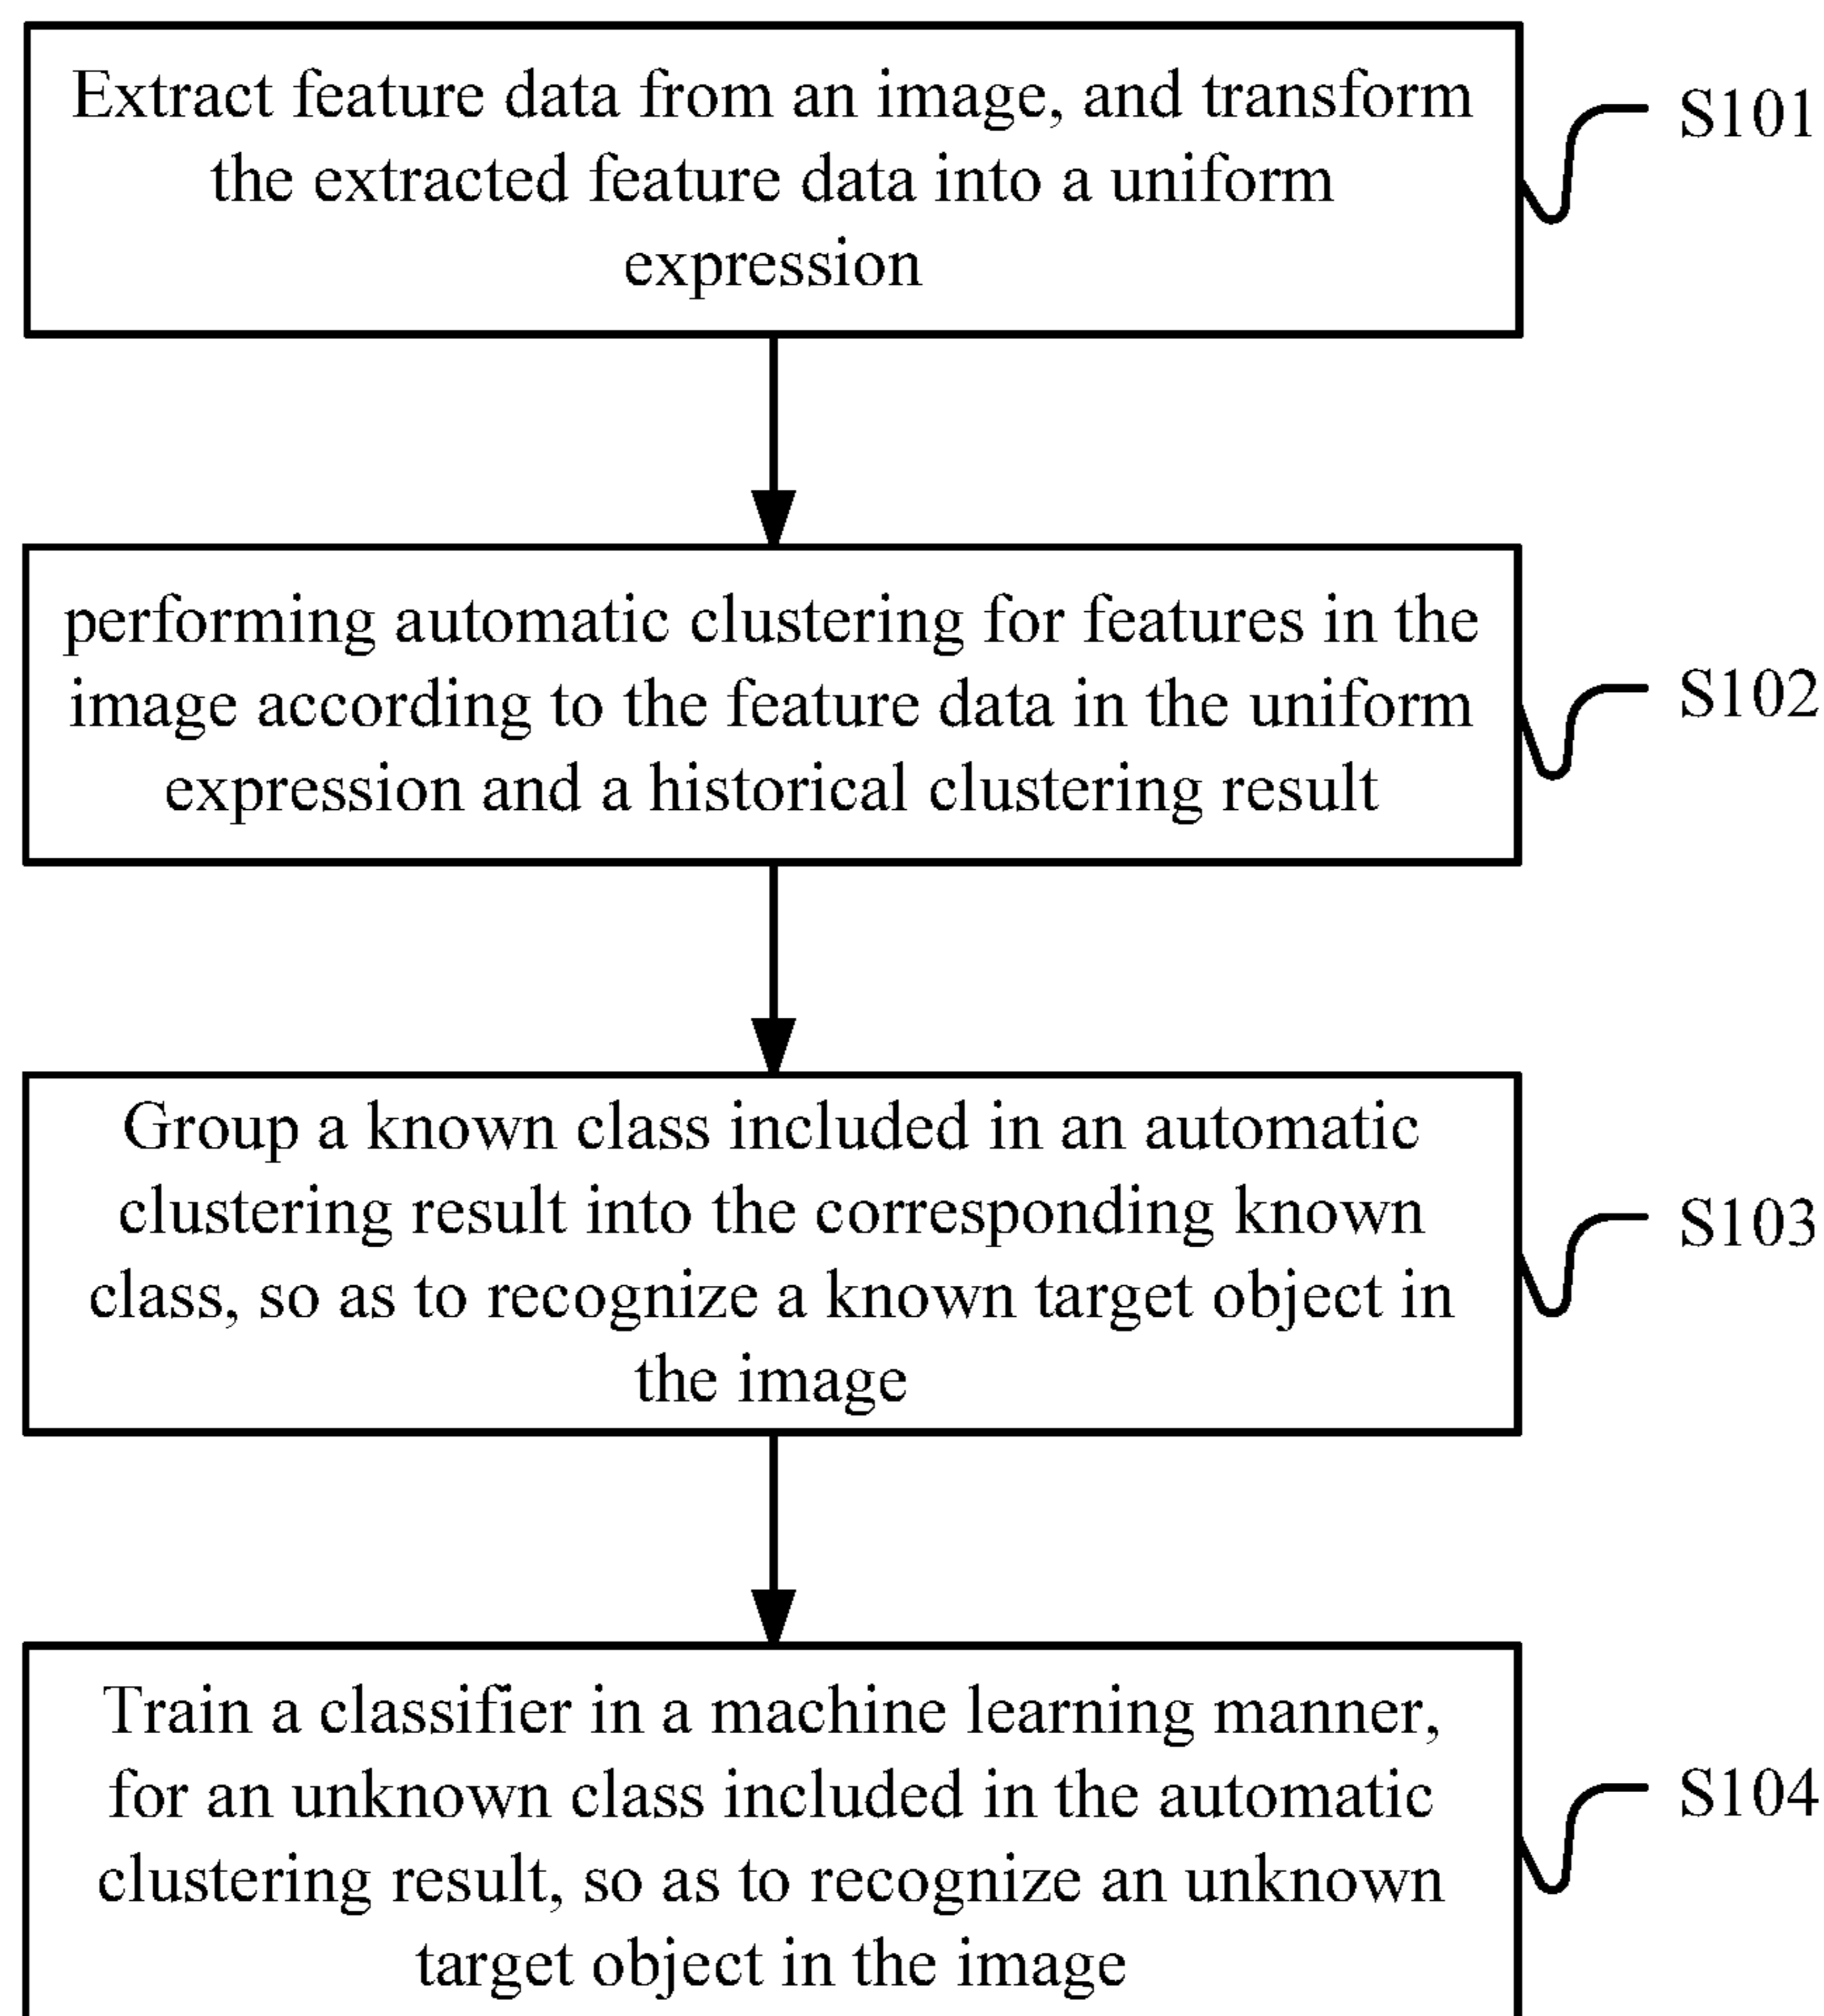 Extract feature data from an image, and transform
the extracted feature data into a uniform
expression
S101
performing automatic clustering for features in the
image according to the feature data in the uniform
expression and a historical clustering result
S102
Group a known class included in an automatic
clustering result into the corresponding known
class, so as to recognize a known target object in
the image
S103
Train a classifier in a machine learning manner,
for an unknown class included in the automatic
clustering result, so as to recognize an unknown
target object in the image
S104